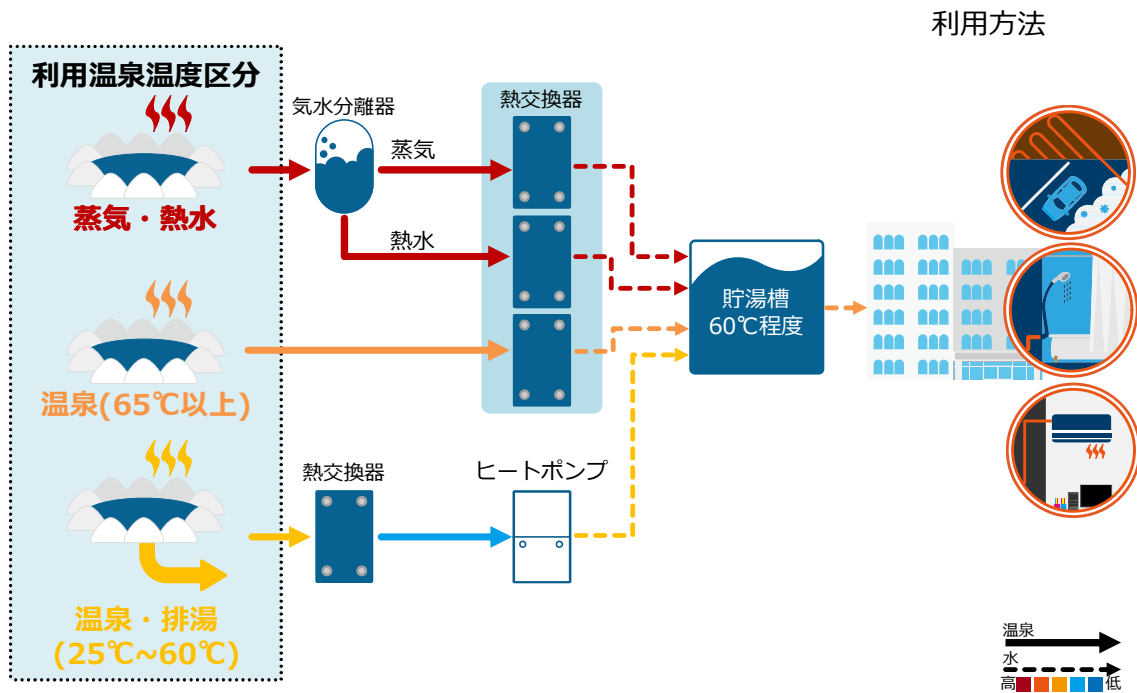 利用方法
利用温泉温度区分
蒸気・熱水
気水分離器
蒸気
熱水
熱交換器
貯湯槽
60℃程度
温泉(65℃以上)
熱交換器
ヒートポンプ
温泉・排湯
(25℃~60℃)
温泉
水
高
低